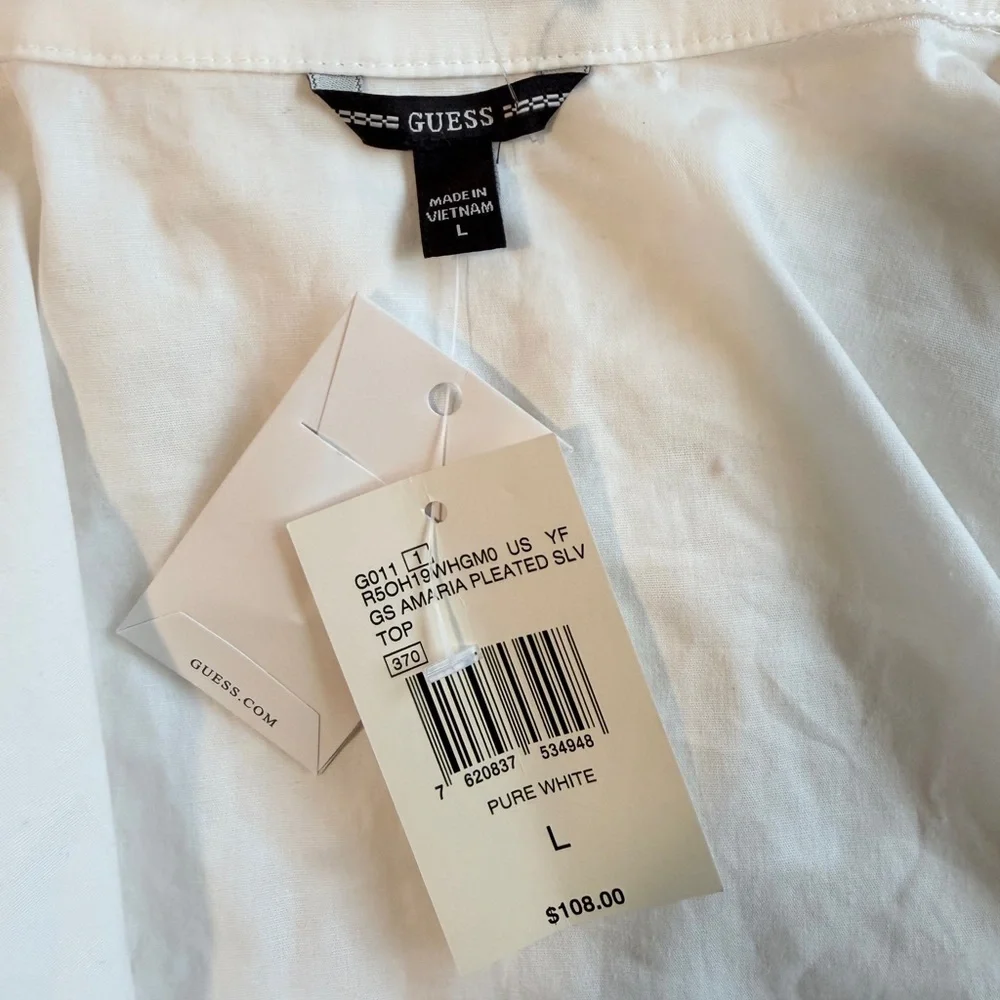 GUESS
MADE IN
VIETNAM
L
G011 1
R5OH19WHGM0 US YF
GS AMARIA PLEATED SLV
TOP
370
7 620837 534948
PURE WHITE
L
$108.00
GUESS.COM